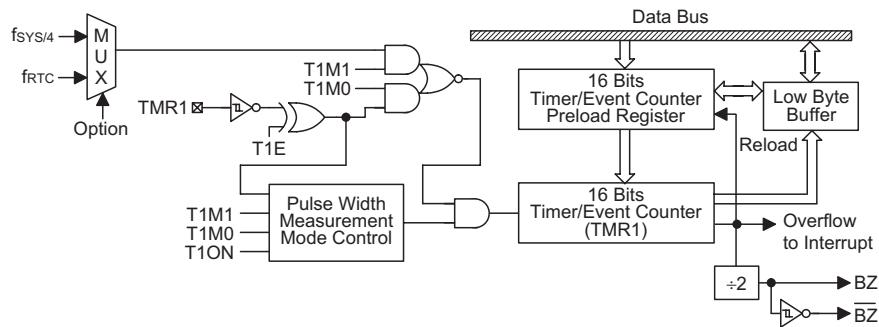 Data Bus
fSYS/4
M
U
X
fRTC
Option
T1M1
T1M0
TMR1
T1E
16 Bits
Timer/Event Counter
Preload Register
Low Byte
Buffer
Reload
T1M1
T1M0
T1ON
Pulse Width
Measurement
Mode Control
16 Bits
Timer/Event Counter
(TMR1)
Overflow
to Interrupt
÷2
BZ
B̅Z̅